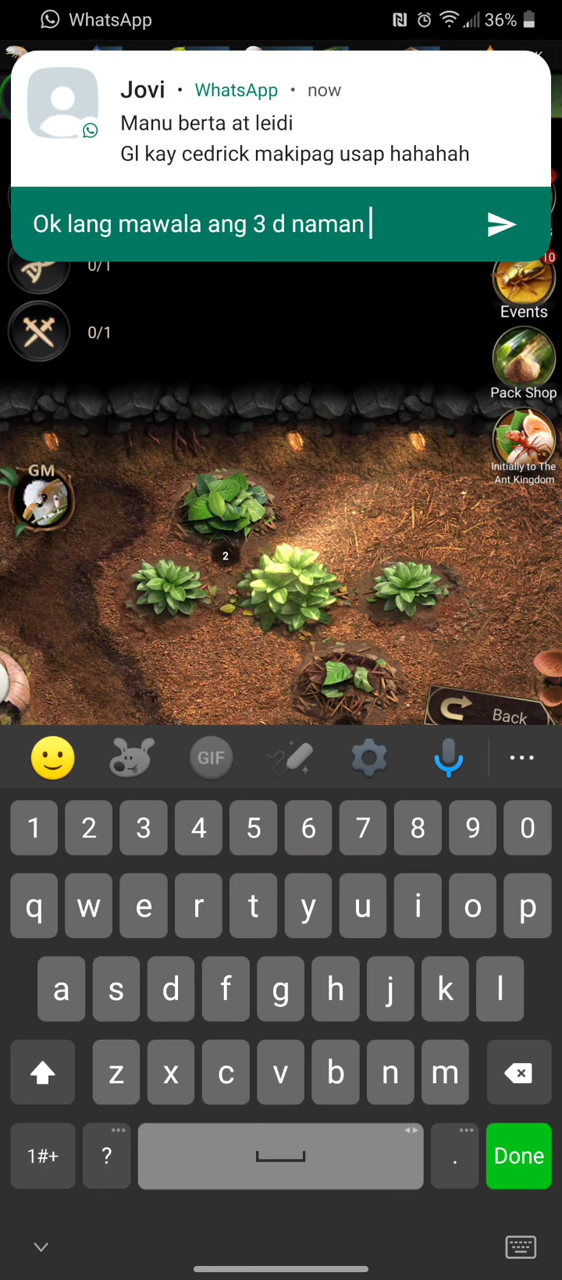 WhatsApp
36%
Jovi • WhatsApp • now
Manu berta at leidi
Gl kay cedrick makipag usap hahahah
Ok lang mawala ang 3 d naman
0/1
10
Events
0/1
Pack Shop
Initially to The
Ant Kingdom
GM
2
Back
GIF
1 2 3 4 5 6 7 8 9 0
q w e r t y u i o p
a s d f g h j k l
z x c v b n m
1#+ ? . Done